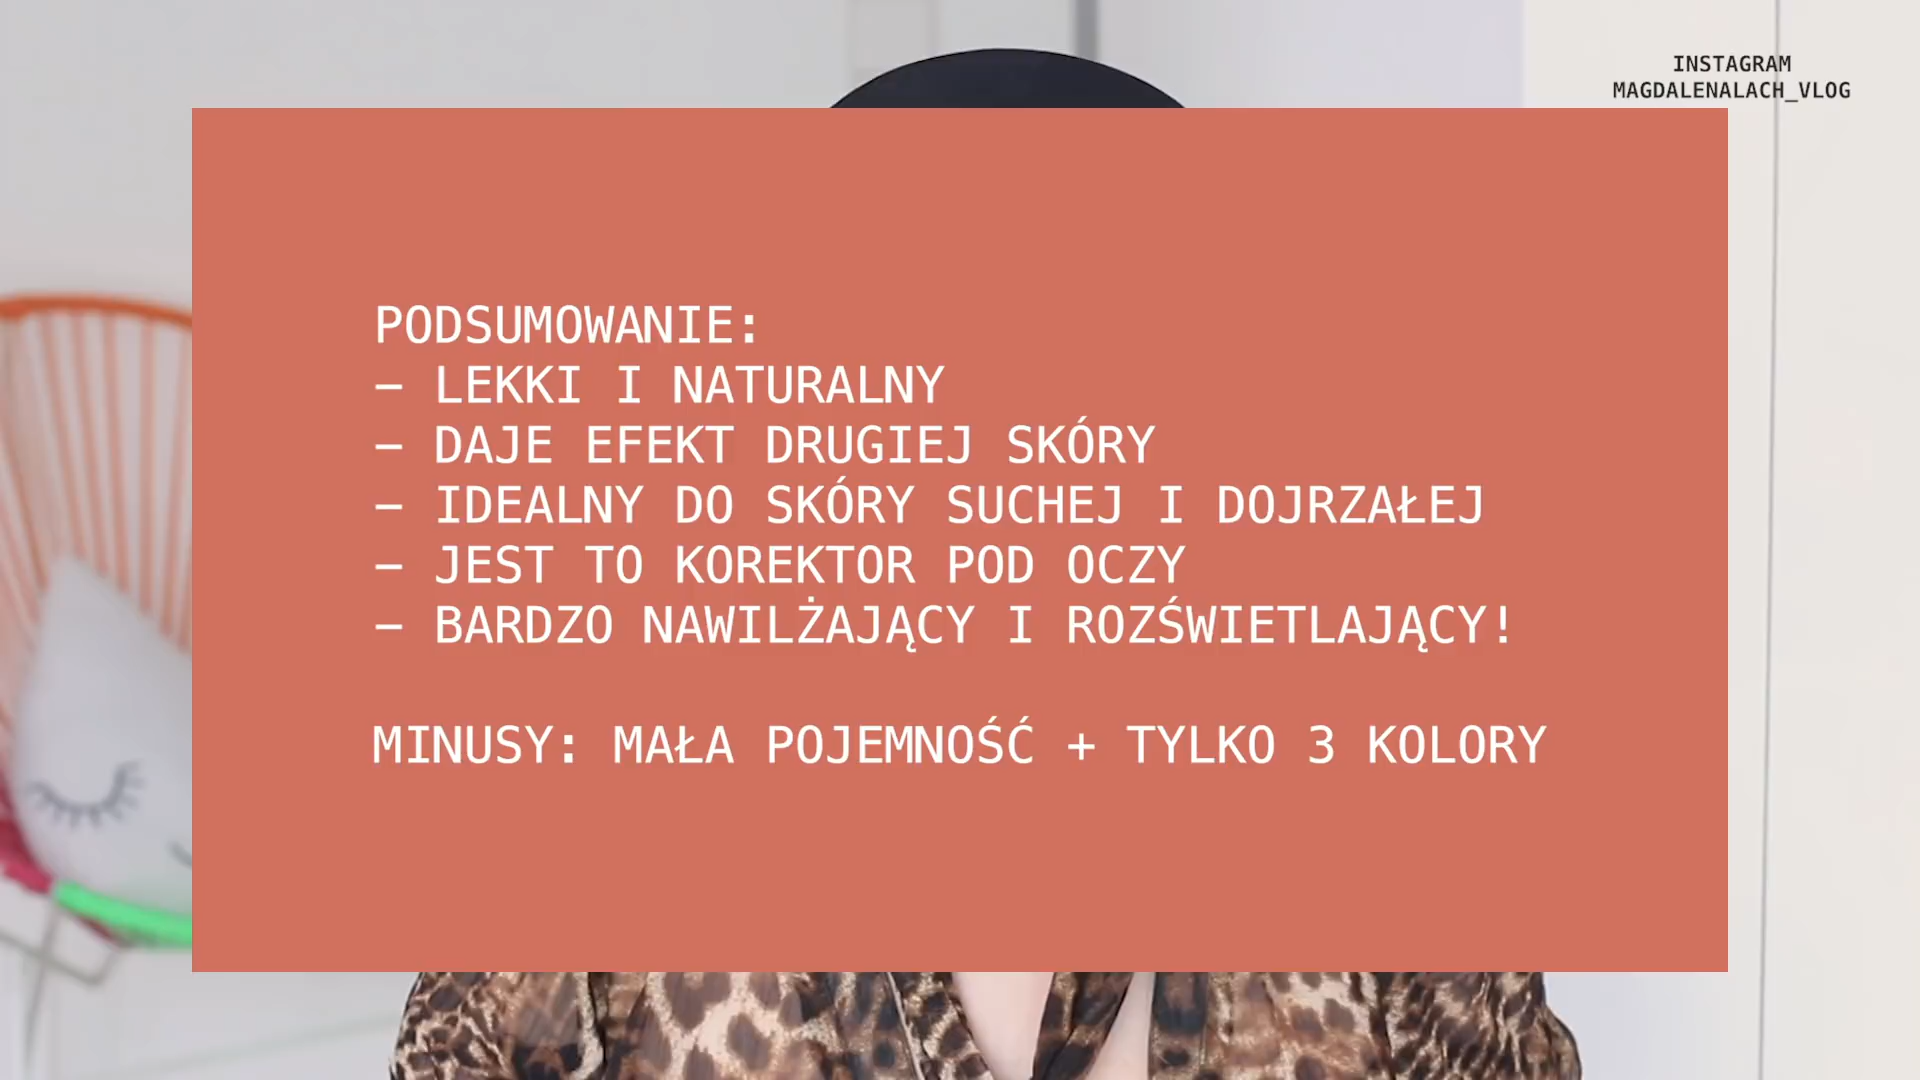 INSTAGRAM
MAGDALENALACH_VLOG
PODSUMOWANIE:
– LEKKI I NATURALNY
– DAJE EFEKT DRUGIEJ SKÓRY
– IDEALNY DO SKÓRY SUCHEJ I DOJRZAŁEJ
– JEST TO KOREKTOR POD OCZY
– BARDZO NAWILŻAJĄCY I ROZŚWIETLAJĄCY!
MINUSY: MAŁA POJEMNOŚĆ + TYLKO 3 KOLORY